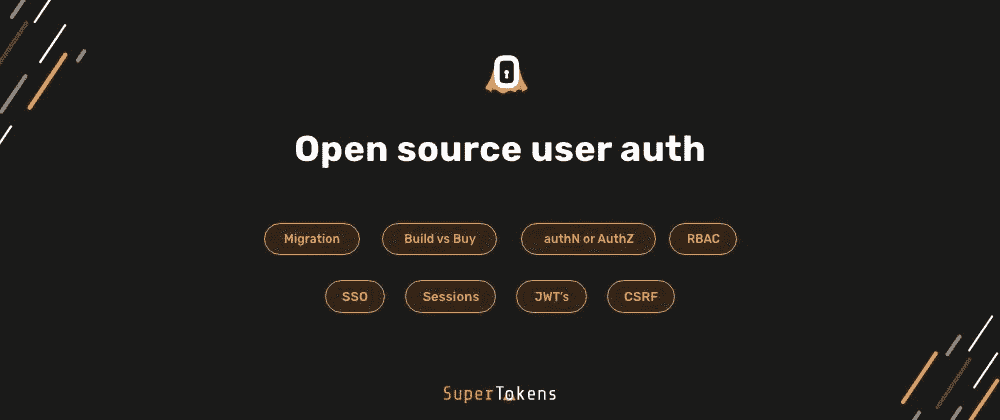 Open source user auth
Migration Build vs Buy authN or AuthZ RBAC
SSO Sessions JWT's CSRF
SuperTokens